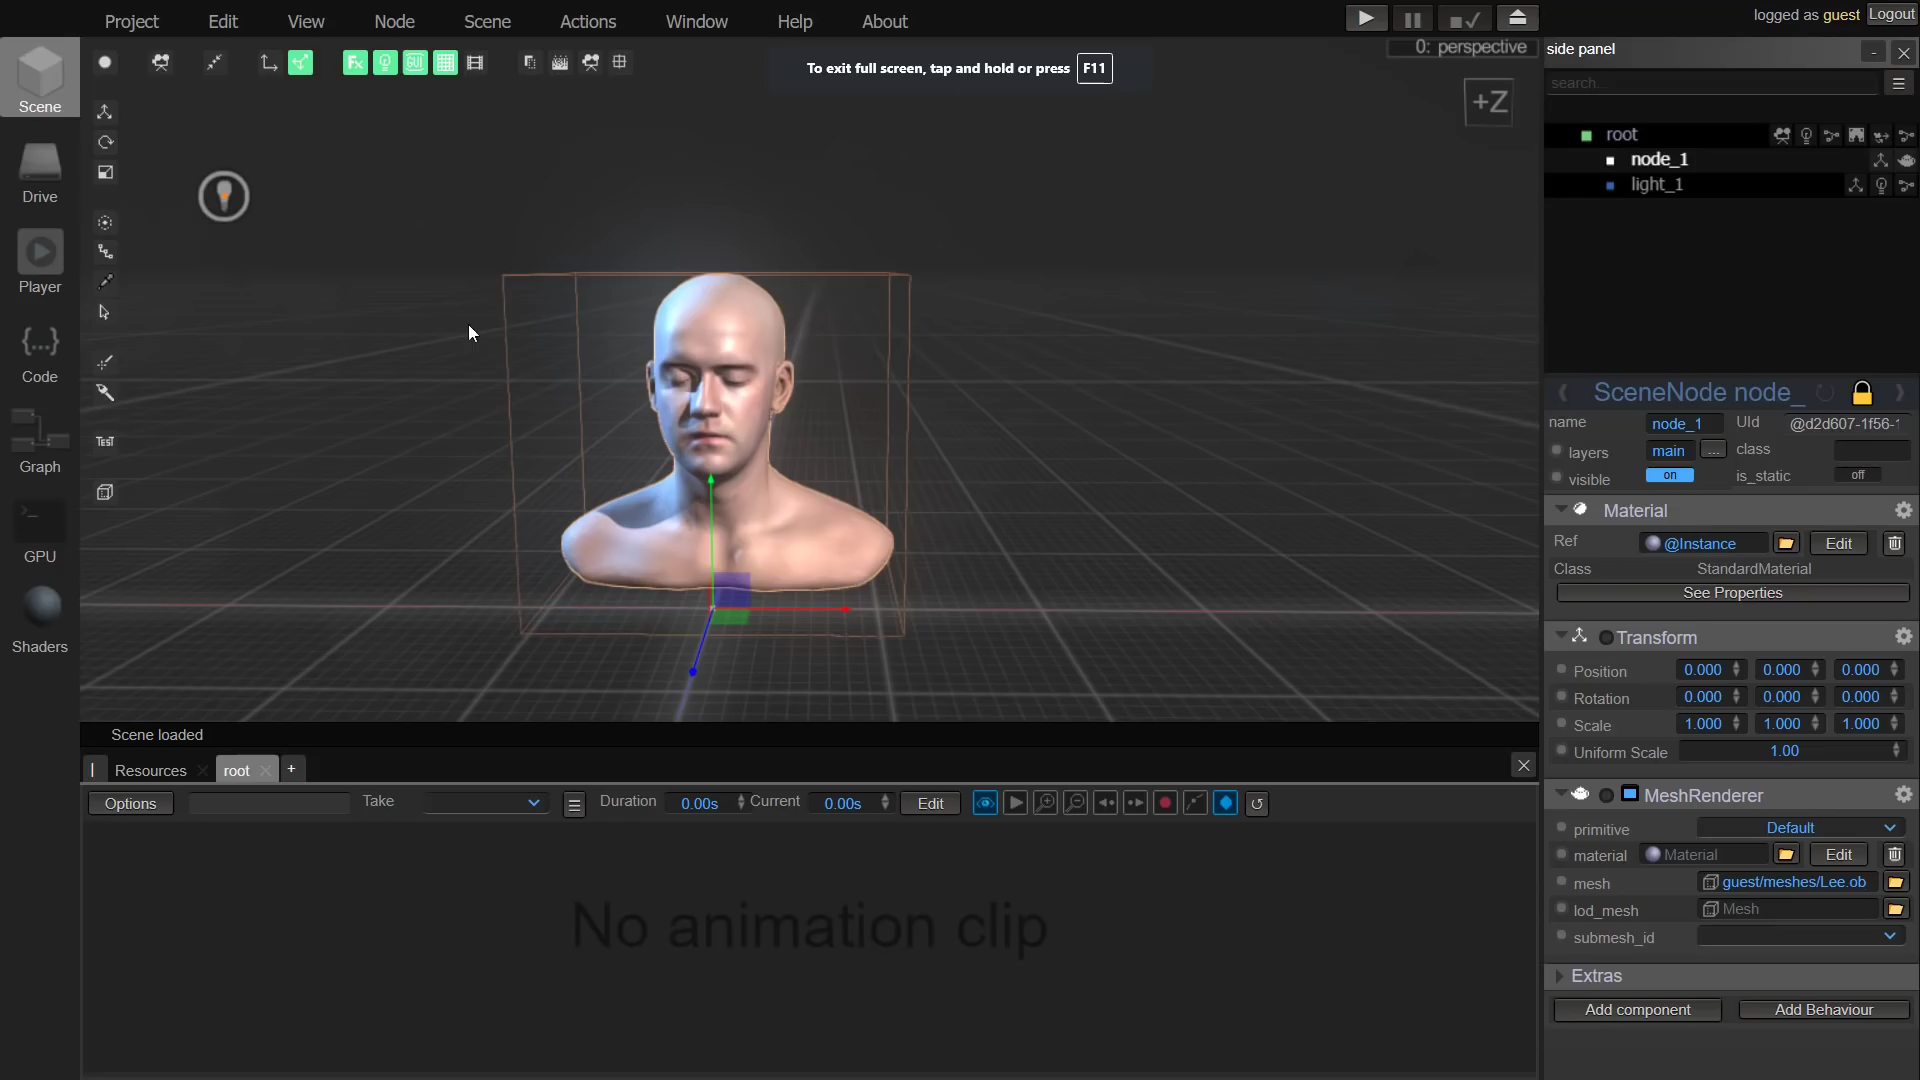 Project Edit View Node Scene Actions Window Help About
logged as guest Logout
Scene
Drive
Player
Code
Graph
GPU
Shaders
Fx GUI
TEST
To exit full screen, tap and hold or press F11
0: perspective
+Z
side panel
search...
root
node_1
light_1
SceneNode node_
name node_1 UId @d2d607-1f56-1
layers main ... class
visible on is_static off
Material
Ref @Instance Edit
Class StandardMaterial
See Properties
Transform
Position 0.000 0.000 0.000
Rotation 0.000 0.000 0.000
Scale 1.000 1.000 1.000
Uniform Scale 1.00
MeshRenderer
primitive Default
material Material Edit
mesh guest/meshes/Lee.ob
lod_mesh Mesh
submesh_id
Extras
Add component Add Behaviour
Scene loaded
Resources root +
Options Take Duration 0.00s Current 0.00s Edit
No animation clip